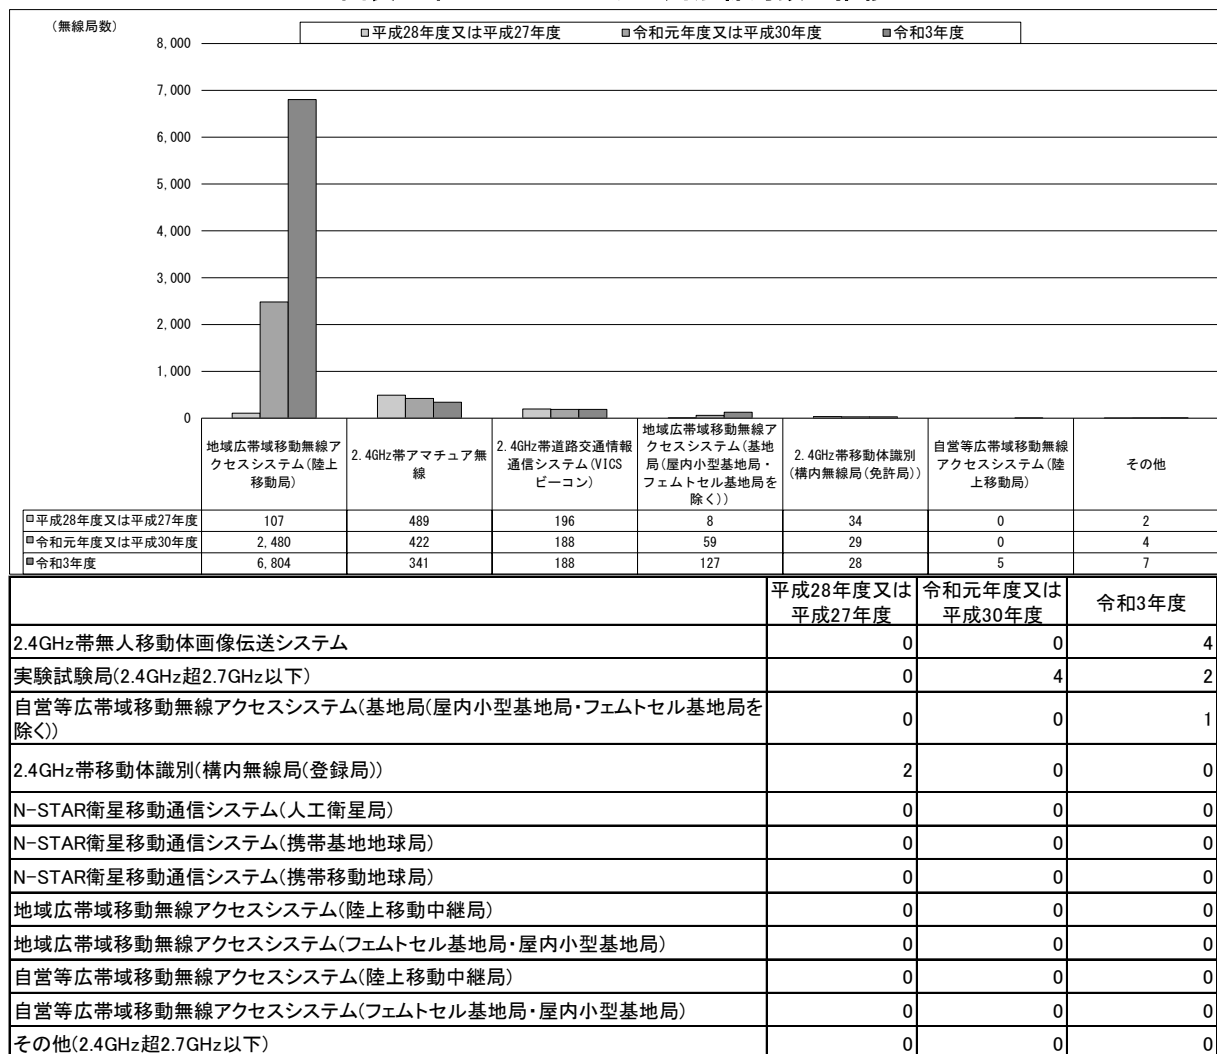 (無線局数)
□平成28年度又は平成27年度 ■令和元年度又は平成30年度 ■令和3年度
8,000
7,000
6,000
5,000
4,000
3,000
2,000
1,000
0
地域広帯域移動無線ア
クセスシステム(陸上
移動局)
2.4GHz帯アマチュア無
線
2.4GHz帯道路交通情報
通信システム(VICS
ビーコン)
地域広帯域移動無線ア
クセスシステム(基地
局(屋内小型基地局・
フェムトセル基地局を
除く))
2.4GHz帯移動体識別
(構内無線局(免許局))
自営等広帯域移動無線
アクセスシステム(陸
上移動局)
その他
□平成28年度又は平成27年度 107 489 196 8 34 0 2
■令和元年度又は平成30年度 2,480 422 188 59 29 0 4
■令和3年度 6,804 341 188 127 28 5 7
平成28年度又は
平成27年度
令和元年度又は
平成30年度
令和3年度
2.4GHz帯無人移動体画像伝送システム 0 0 4
実験試験局(2.4GHz超2.7GHz以下) 0 4 2
自営等広帯域移動無線アクセスシステム(基地局(屋内小型基地局・フェムトセル基地局を
除く)) 0 0 1
2.4GHz帯移動体識別(構内無線局(登録局)) 2 0 0
N-STAR衛星移動通信システム(人工衛星局) 0 0 0
N-STAR衛星移動通信システム(携帯基地地球局) 0 0 0
N-STAR衛星移動通信システム(携帯移動地球局) 0 0 0
地域広帯域移動無線アクセスシステム(陸上移動中継局) 0 0 0
地域広帯域移動無線アクセスシステム(フェムトセル基地局・屋内小型基地局) 0 0 0
自営等広帯域移動無線アクセスシステム(陸上移動中継局) 0 0 0
自営等広帯域移動無線アクセスシステム(フェムトセル基地局・屋内小型基地局) 0 0 0
その他(2.4GHz超2.7GHz以下) 0 0 0